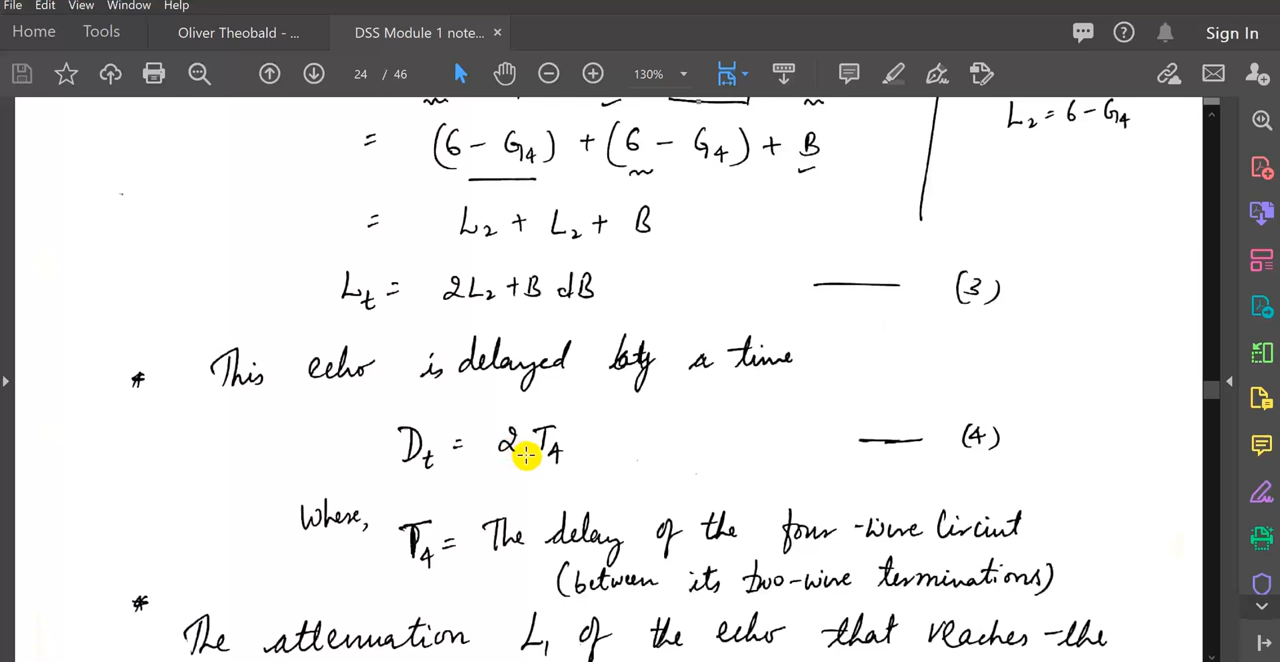 File Edit View Window Help
Home Tools Oliver Theobald - ... DSS Module 1 note... × Sign In
24 / 46 130%
L₂ = 6 - G₄
= (6 - G₄) + (6 - G₄) + B
= L₂ + L₂ + B
Lₜ = 2L₂ + B dB —— (3)
* This echo is delayed by a time
Dₜ = 2 T₄ —— (4)
Where,
T₄ = The delay of the four-wire Circuit
(between its two-wire terminations)
* The attenuation L₁ of the echo that reaches the